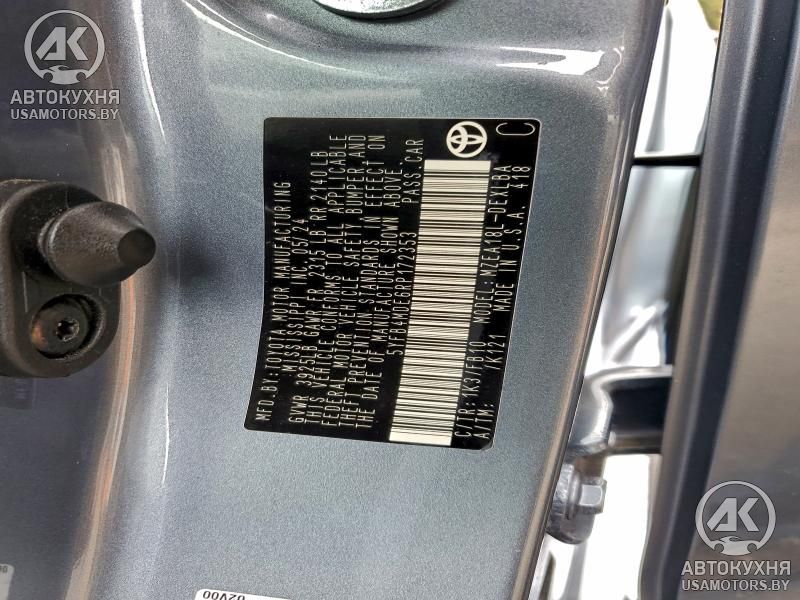 АК
АВТОКУХНЯ
USAMOTORS.BY
MFD.BY:TOYOTA MOTOR MANUFACTURING
MISSISSIPPI INC. 05/24
GVWR 3925LB GAWR FR 2315 LB RR 2140 LB
THIS VEHICLE CONFORMS TO ALL APPLICABLE
FEDERAL MOTOR VEHICLE SAFETY BUMPER AND
THEFT PREVENTION STANDARDS IN EFFECT ON
THE DATE OF MANUFACTURE SHOWN ABOVE.
PASS.CAR
C/TR: 1K3/FB10 MODEL: MZEA18L-DEXLBA
A/TM: /K121 MADE IN U.S.A. 418 C
02V00
АК
АВТОКУХНЯ
USAMOTORS.BY